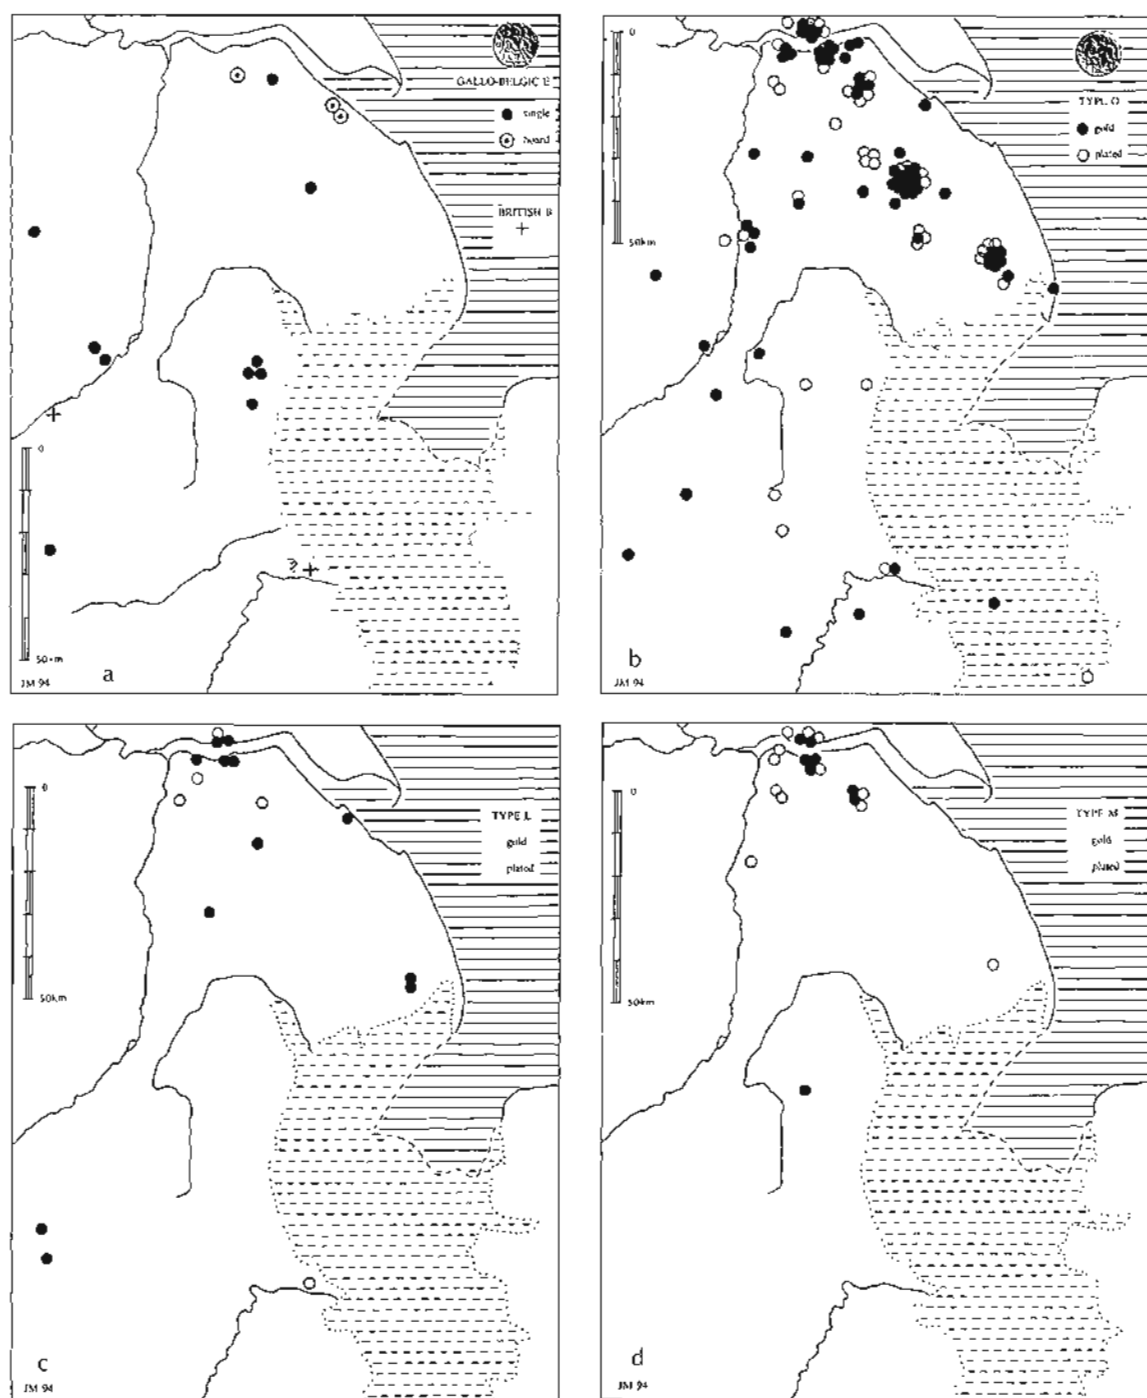 GALLO-BELGIC E
single
hoard
BRITISH B
+
0
50km
? +
a
JM 94
0
50km
TYPE O
gold
plated
b
JM 94
0
50km
TYPE L
gold
plated
c
JM 94
0
50km
TYPE M
gold
plated
d
JM 94